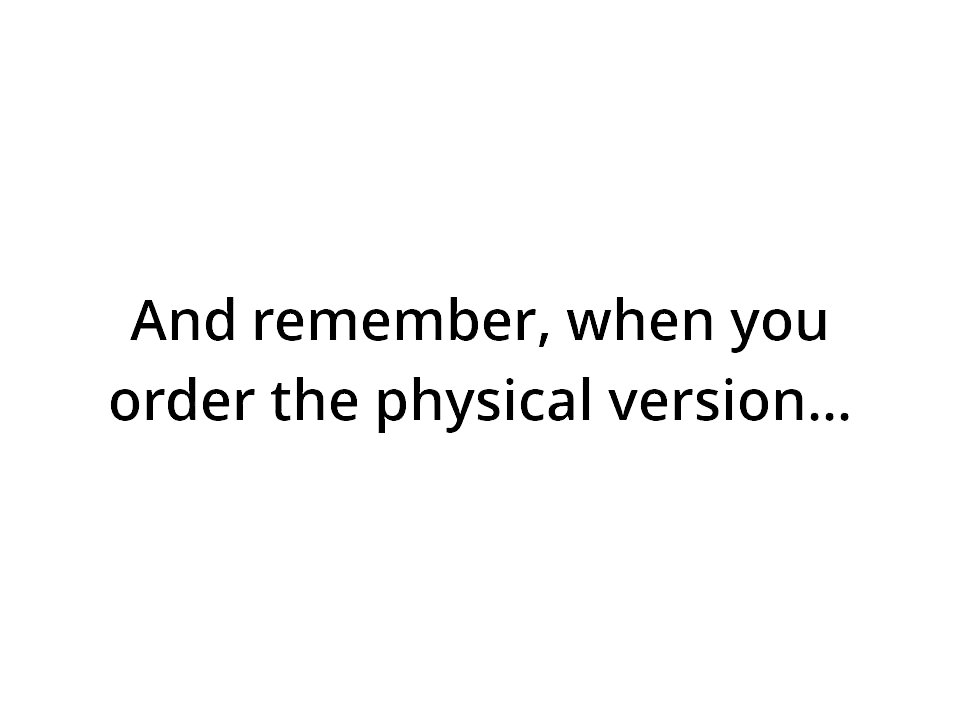 And remember, when you
order the physical version...